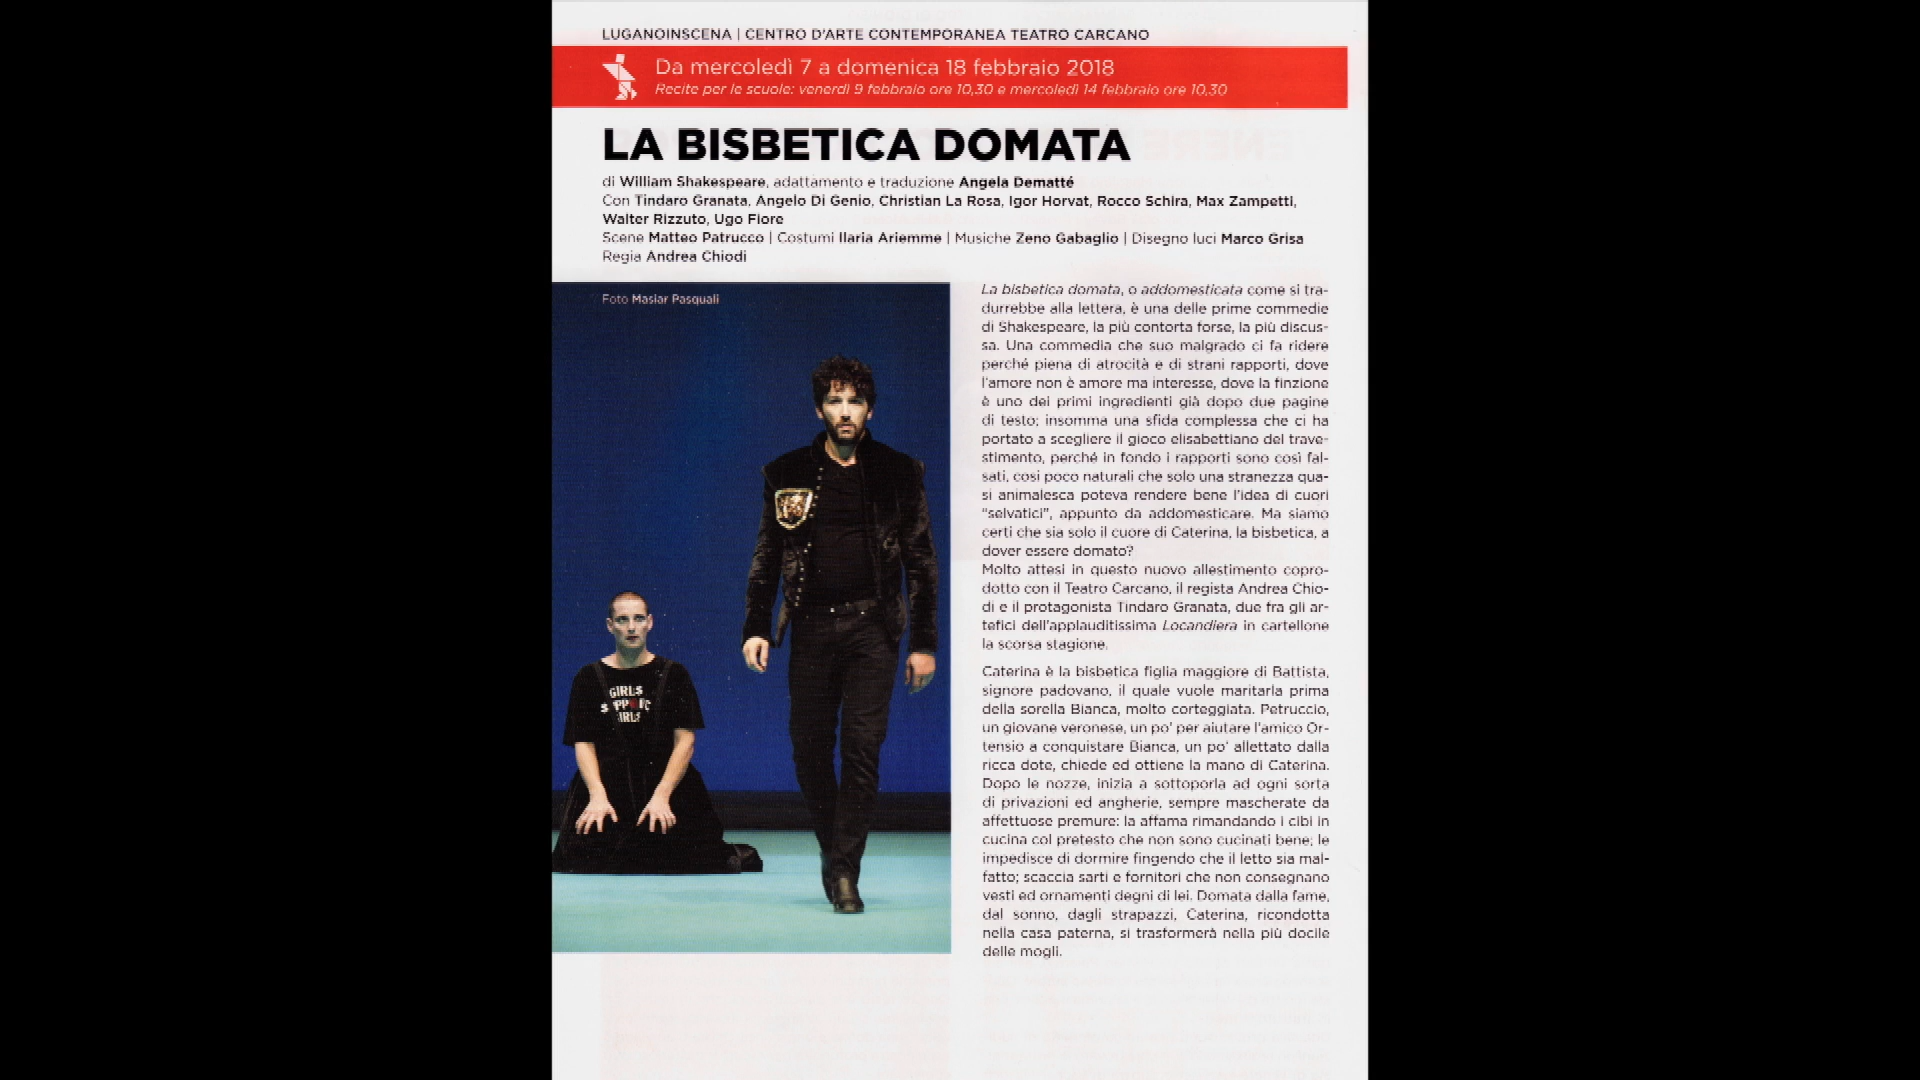 LUGANOINSCENA | CENTRO D'ARTE CONTEMPORANEA TEATRO CARCANO
Da mercoledì 7 a domenica 18 febbraio 2018
Recite per le scuole: venerdì 9 febbraio ore 10,30 e mercoledì 14 febbraio ore 10,30
LA BISBETICA DOMATA
di William Shakespeare, adattamento e traduzione Angela Dematté
Con Tindaro Granata, Angelo Di Genio, Christian La Rosa, Igor Horvat, Rocco Schira, Max Zampetti,
Walter Rizzuto, Ugo Fiore
Scene Matteo Patrucco | Costumi Ilaria Ariemme | Musiche Zeno Gabaglio | Disegno luci Marco Grisa
Regia Andrea Chiodi
Foto Masiar Pasquali
GIRLS
La bisbetica domata, o addomesticata come si tra-
durrebbe alla lettera, è una delle prime commedie
di Shakespeare, la più contorta forse, la più discus-
sa. Una commedia che suo malgrado ci fa ridere
perché piena di atrocità e di strani rapporti, dove
l'amore non è amore ma interesse, dove la finzione
è uno dei primi ingredienti già dopo due pagine
di testo; insomma una sfida complessa che ci ha
portato a scegliere il gioco elisabettiano del trave-
stimento, perché in fondo i rapporti sono così fal-
sati, così poco naturali che solo una stranezza qua-
si animalesca poteva rendere bene l'idea di cuori
"selvatici", appunto da addomesticare. Ma siamo
certi che sia solo il cuore di Caterina, la bisbetica, a
dover essere domato?
Molto attesi in questo nuovo allestimento copro-
dotto con il Teatro Carcano, il regista Andrea Chio-
di e il protagonista Tindaro Granata, due fra gli ar-
tefici dell'applauditissima Locandiera in cartellone
la scorsa stagione.
Caterina è la bisbetica figlia maggiore di Battista,
signore padovano, il quale vuole maritarla prima
della sorella Bianca, molto corteggiata. Petruccio,
un giovane veronese, un po' per aiutare l'amico Or-
tensio a conquistare Bianca, un po' allettato dalla
ricca dote, chiede ed ottiene la mano di Caterina.
Dopo le nozze, inizia a sottoporla ad ogni sorta
di privazioni ed angherie, sempre mascherate da
affettuose premure: la affama rimandando i cibi in
cucina col pretesto che non sono cucinati bene; le
impedisce di dormire fingendo che il letto sia mal-
fatto; scaccia sarti e fornitori che non consegnano
vesti ed ornamenti degni di lei. Domata dalla fame,
dal sonno, dagli strapazzi, Caterina, ricondotta
nella casa paterna, si trasformerà nella più docile
delle mogli.